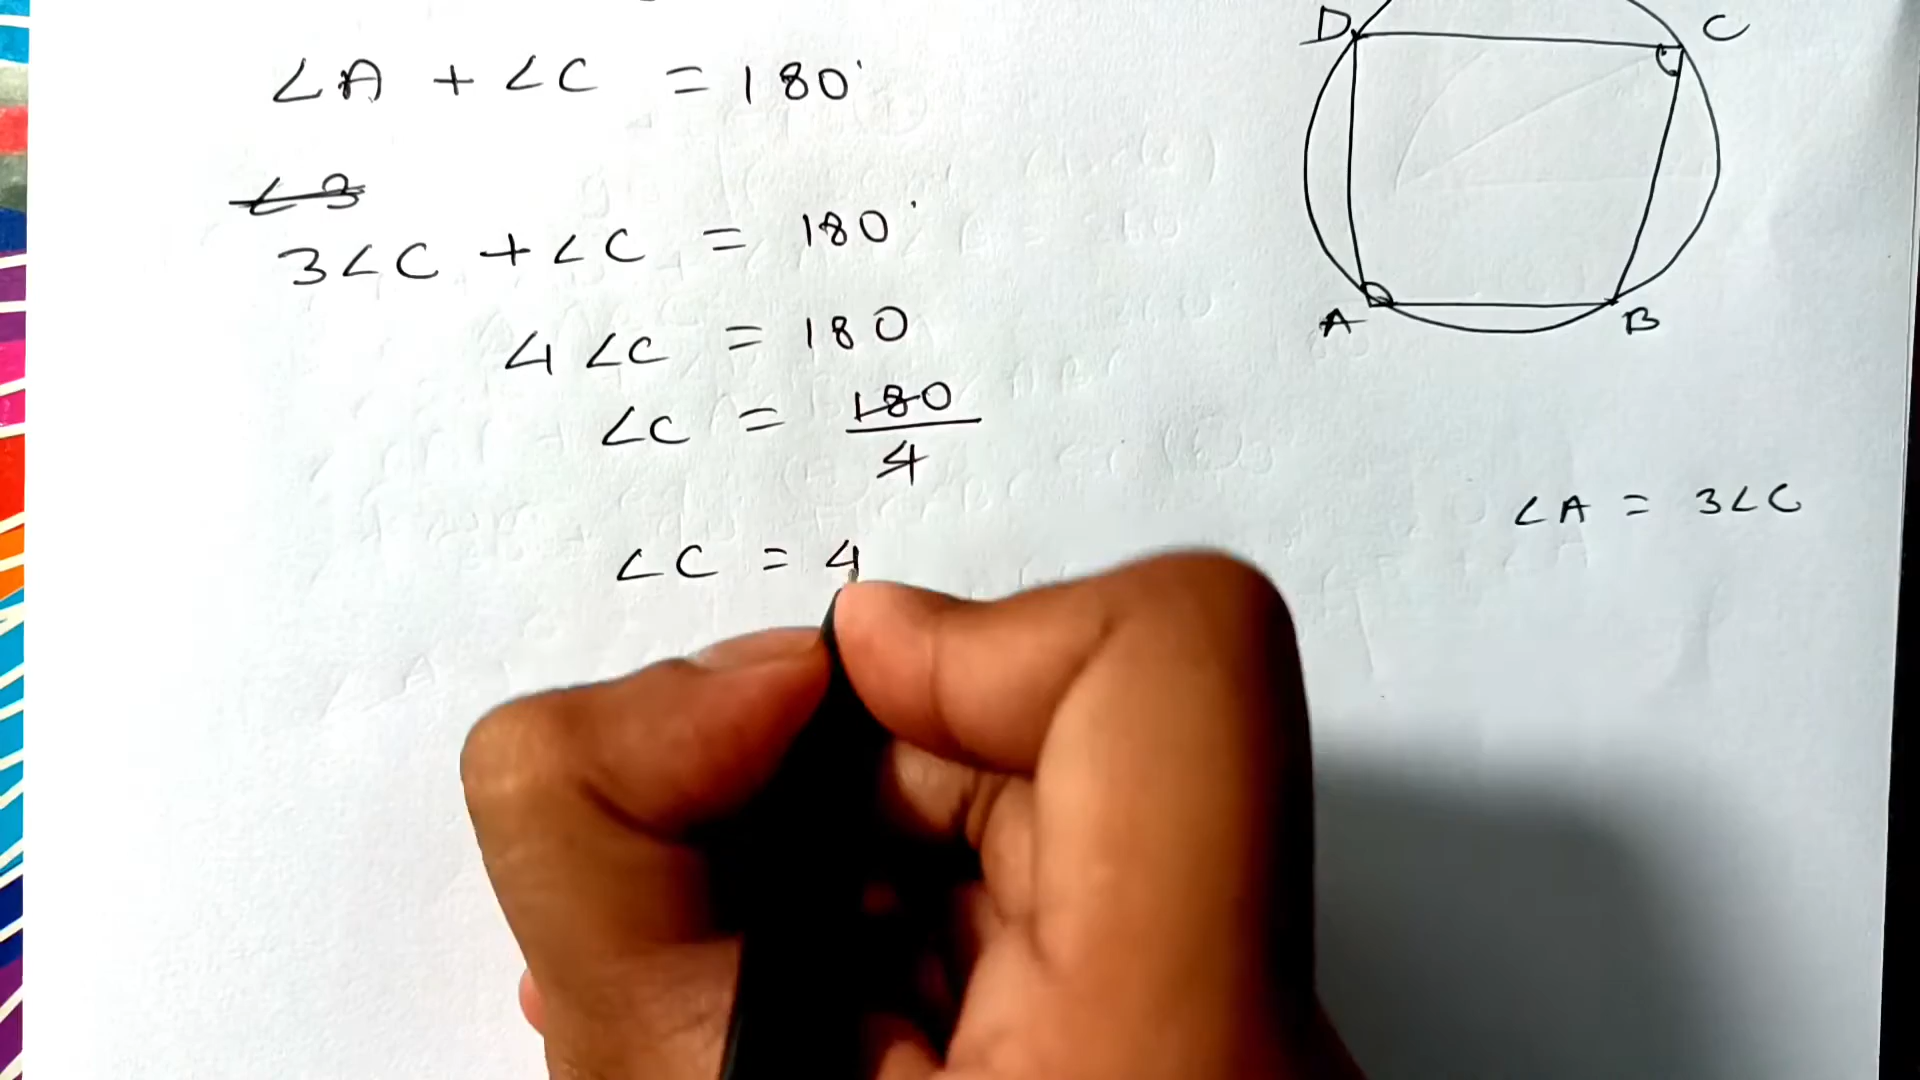 ∠A + ∠C = 180°
∠3
3∠C + ∠C = 180°
4∠C = 180
∠C = 180/4
∠C = 4
D
C
A
B
∠A = 3∠C